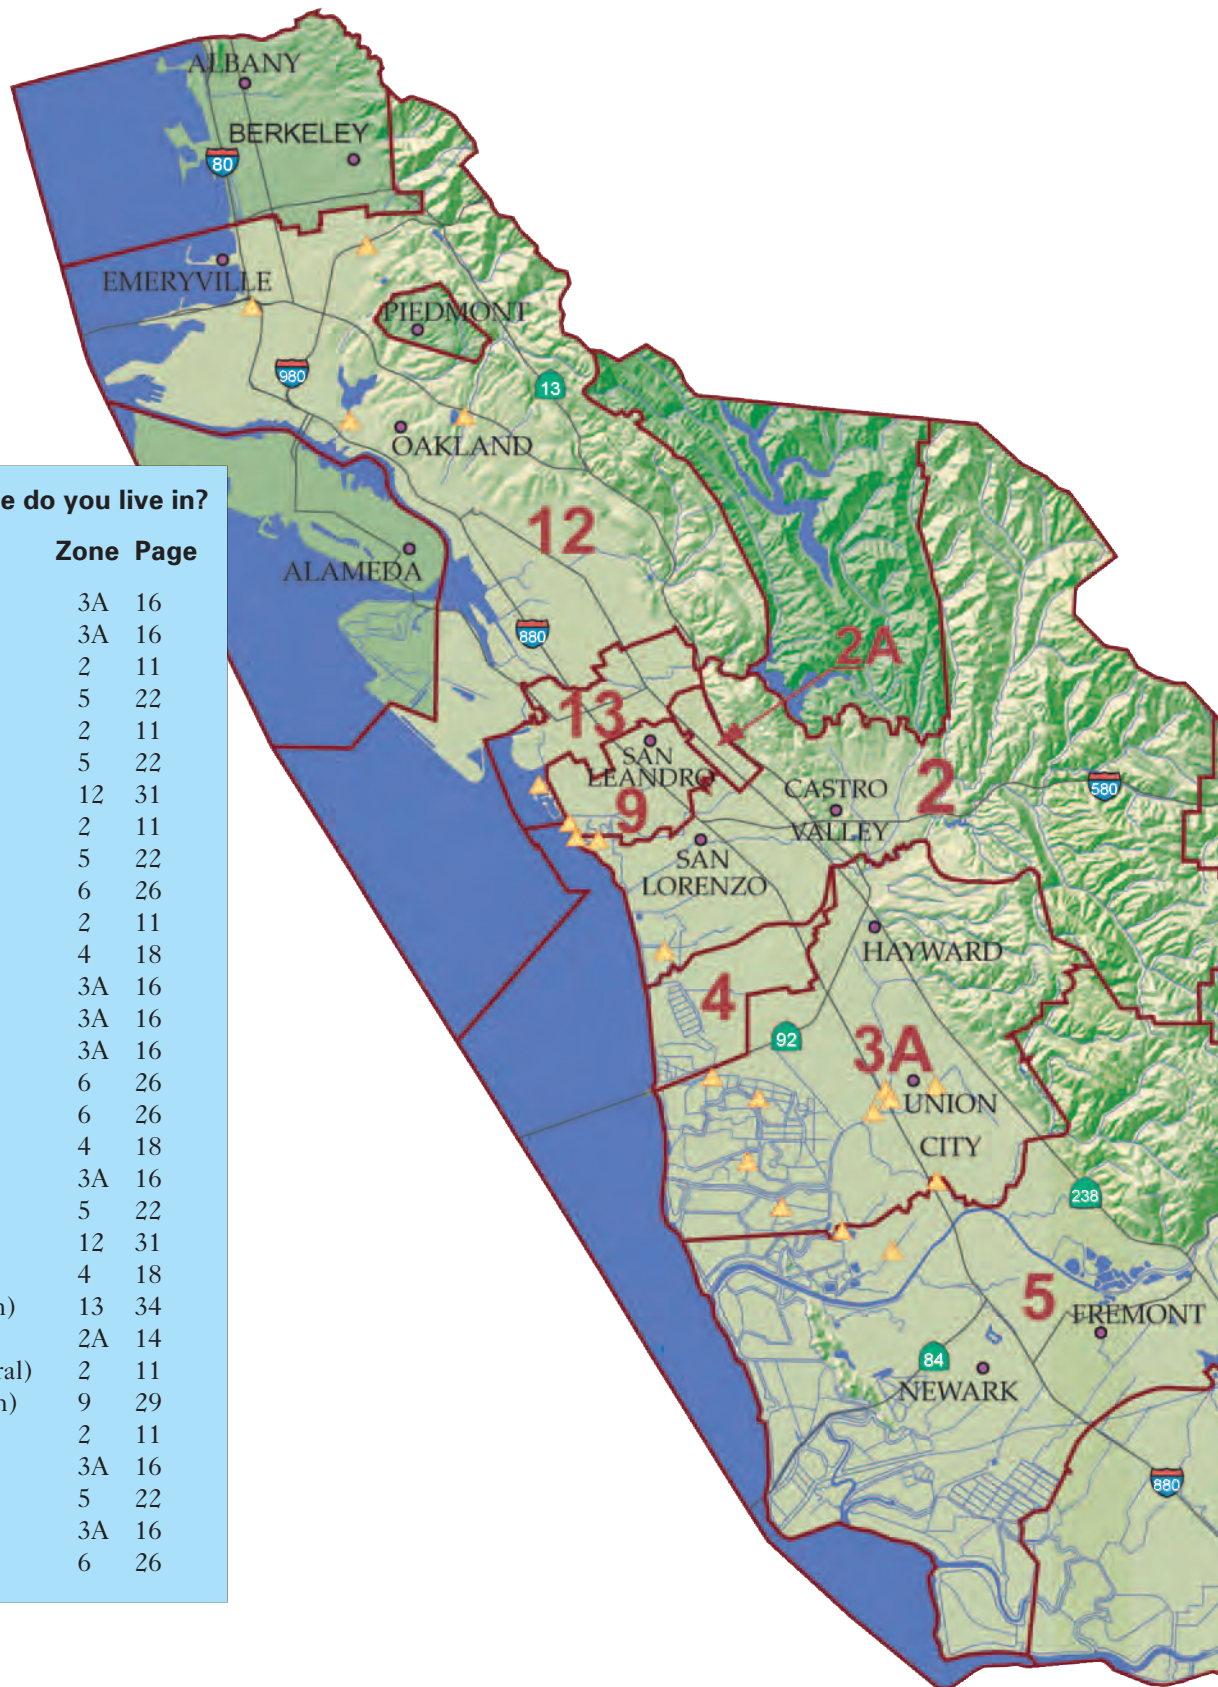 e do you live in?
Zone Page
3A 16
3A 16
2 11
5 22
2 11
5 22
12 31
2 11
5 22
6 26
2 11
4 18
3A 16
3A 16
3A 16
6 26
6 26
4 18
3A 16
5 22
12 31
4 18
n) 13 34
2A 14
ral) 2 11
n) 9 29
2 11
3A 16
5 22
3A 16
6 26
ALBANY
BERKELEY
80
EMERYVILLE
PIEDMONT
980
13
OAKLAND
12
ALAMEDA
880
2A
13
SAN
LEANDRO
9
CASTRO
VALLEY
2
580
SAN
LORENZO
HAYWARD
4
92
3A
UNION
CITY
238
5
FREMONT
84
NEWARK
880